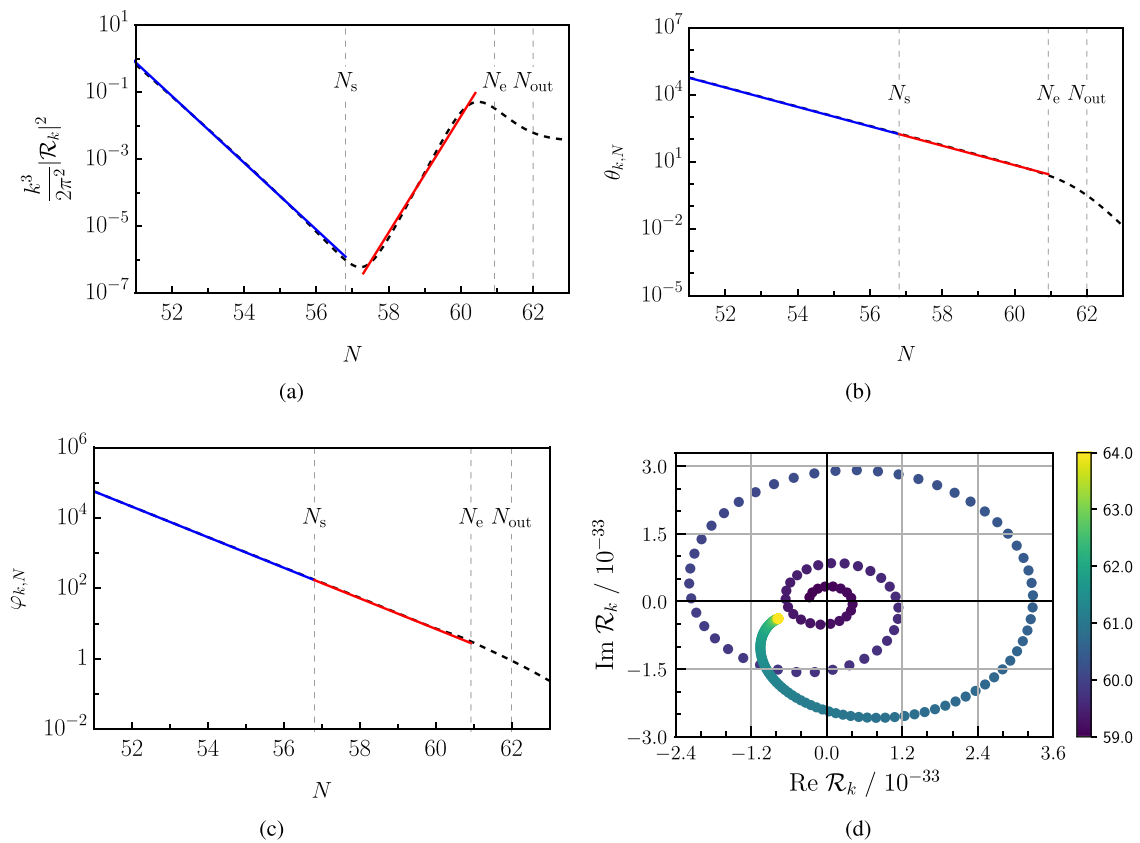 10^1
10^−1
10^−3
10^−5
10^−7
k^3/2π^2 |R_k|^2
N_s
N_e N_out
52 54 56 58 60 62
N
(a)
10^7
10^4
10^1
10^−2
10^−5
θ_{k,N}
N_s
N_e N_out
52 54 56 58 60 62
N
(b)
10^6
10^4
10^2
1
10^−2
φ_{k,N}
N_s
N_e N_out
52 54 56 58 60 62
N
(c)
3.0
1.5
0.0
−1.5
−3.0
Im R_k / 10^−33
−2.4 −1.2 0.0 1.2 2.4 3.6
Re R_k / 10^−33
64.0
63.0
62.0
61.0
60.0
59.0
(d)